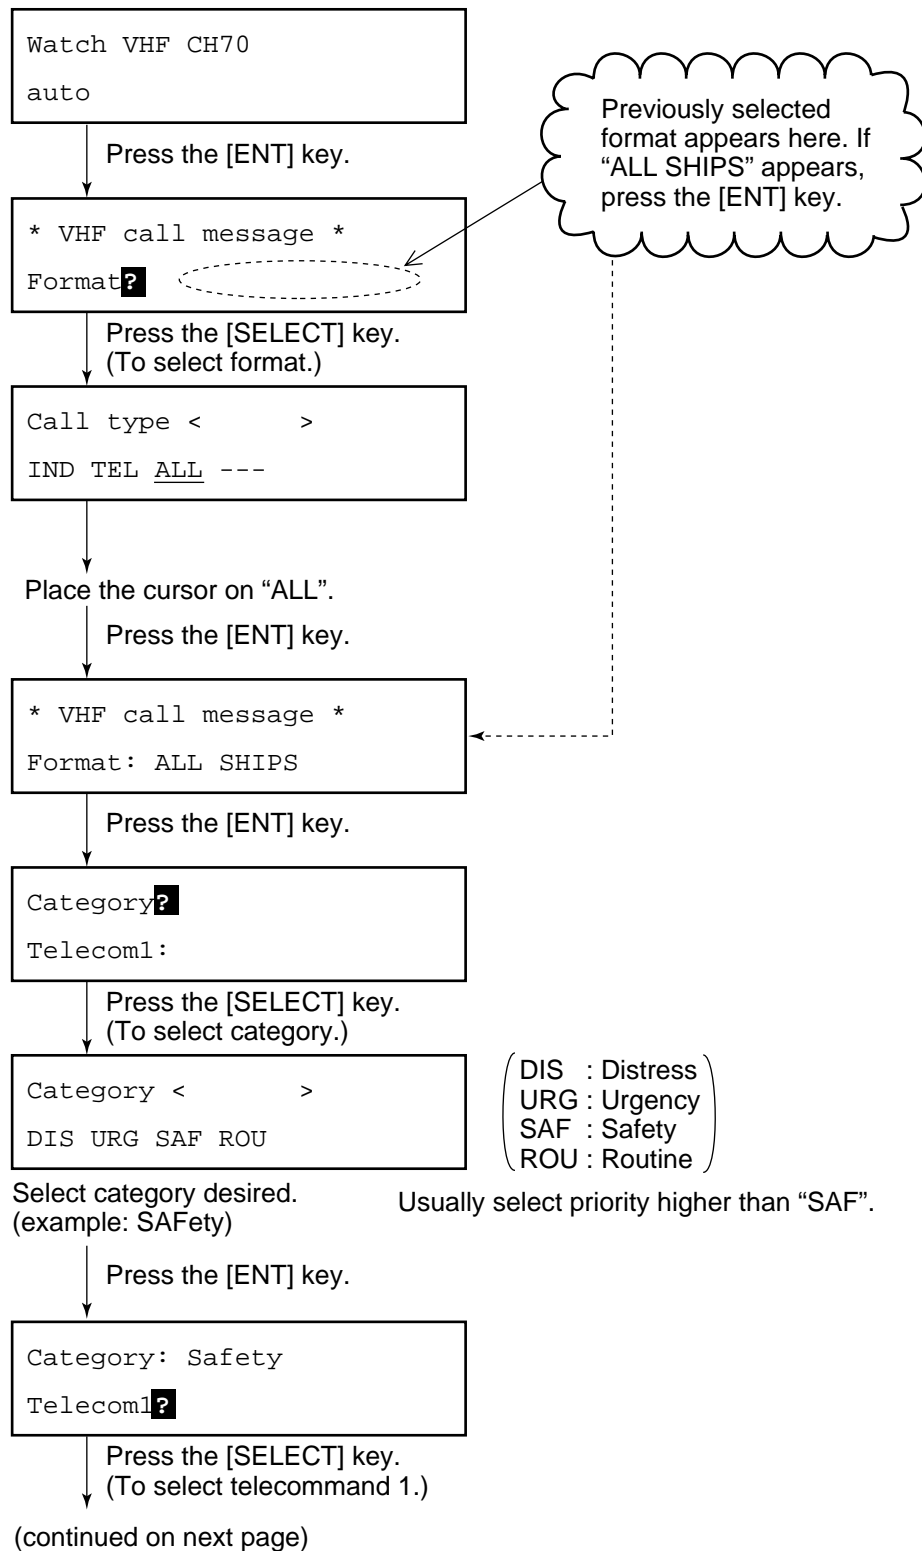 Watch VHF CH70
auto
Press the [ENT] key.
Previously selected
format appears here. If
“ALL SHIPS” appears,
press the [ENT] key.
* VHF call message *
Format?
Press the [SELECT] key.
(To select format.)
Call type < >
IND TEL ALL ---
Place the cursor on “ALL”.
Press the [ENT] key.
* VHF call message *
Format: ALL SHIPS
Press the [ENT] key.
Category?
Telecom1:
Press the [SELECT] key.
(To select category.)
Category < >
DIS URG SAF ROU
DIS : Distress
URG : Urgency
SAF : Safety
ROU : Routine
Select category desired.
(example: SAFety)
Usually select priority higher than “SAF”.
Press the [ENT] key.
Category: Safety
Telecom1?
Press the [SELECT] key.
(To select telecommand 1.)
(continued on next page)